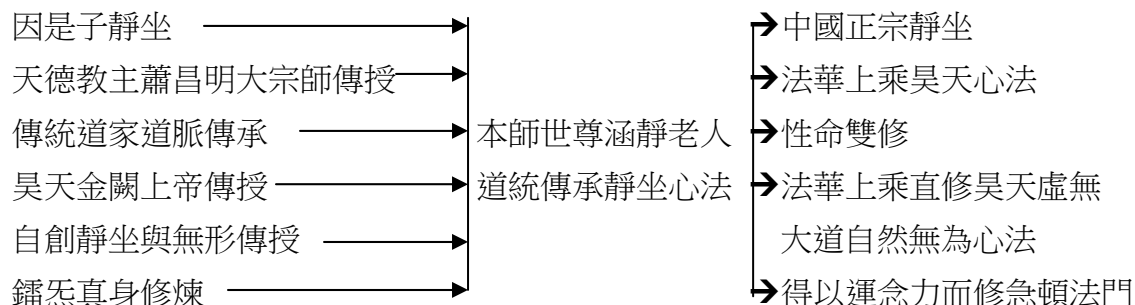 因是子靜坐
天德教主蕭昌明大宗師傳授
傳統道家道脈傳承
昊天金闕上帝傳授
自創靜坐與無形傳授
鐳炁真身修煉
本師世尊涵靜老人
道統傳承靜坐心法
中國正宗靜坐
法華上乘昊天心法
性命雙修
法華上乘直修昊天虛無
大道自然無為心法
得以運念力而修急頓法門